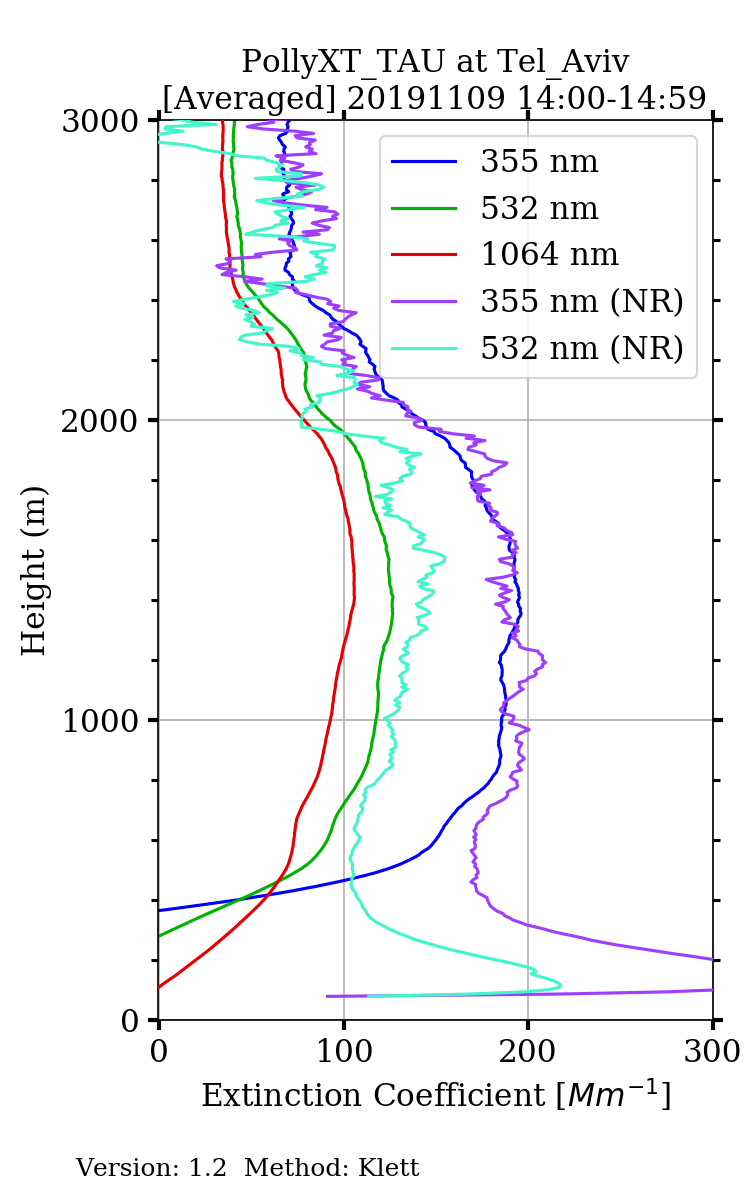 PollyXT_TAU at Tel_Aviv
[Averaged] 20191109 14:00-14:59
3000
355 nm
532 nm
1064 nm
355 nm (NR)
532 nm (NR)
2000
Height (m)
1000
0
0 100 200 300
Extinction Coefficient [Mm⁻¹]
Version: 1.2 Method: Klett